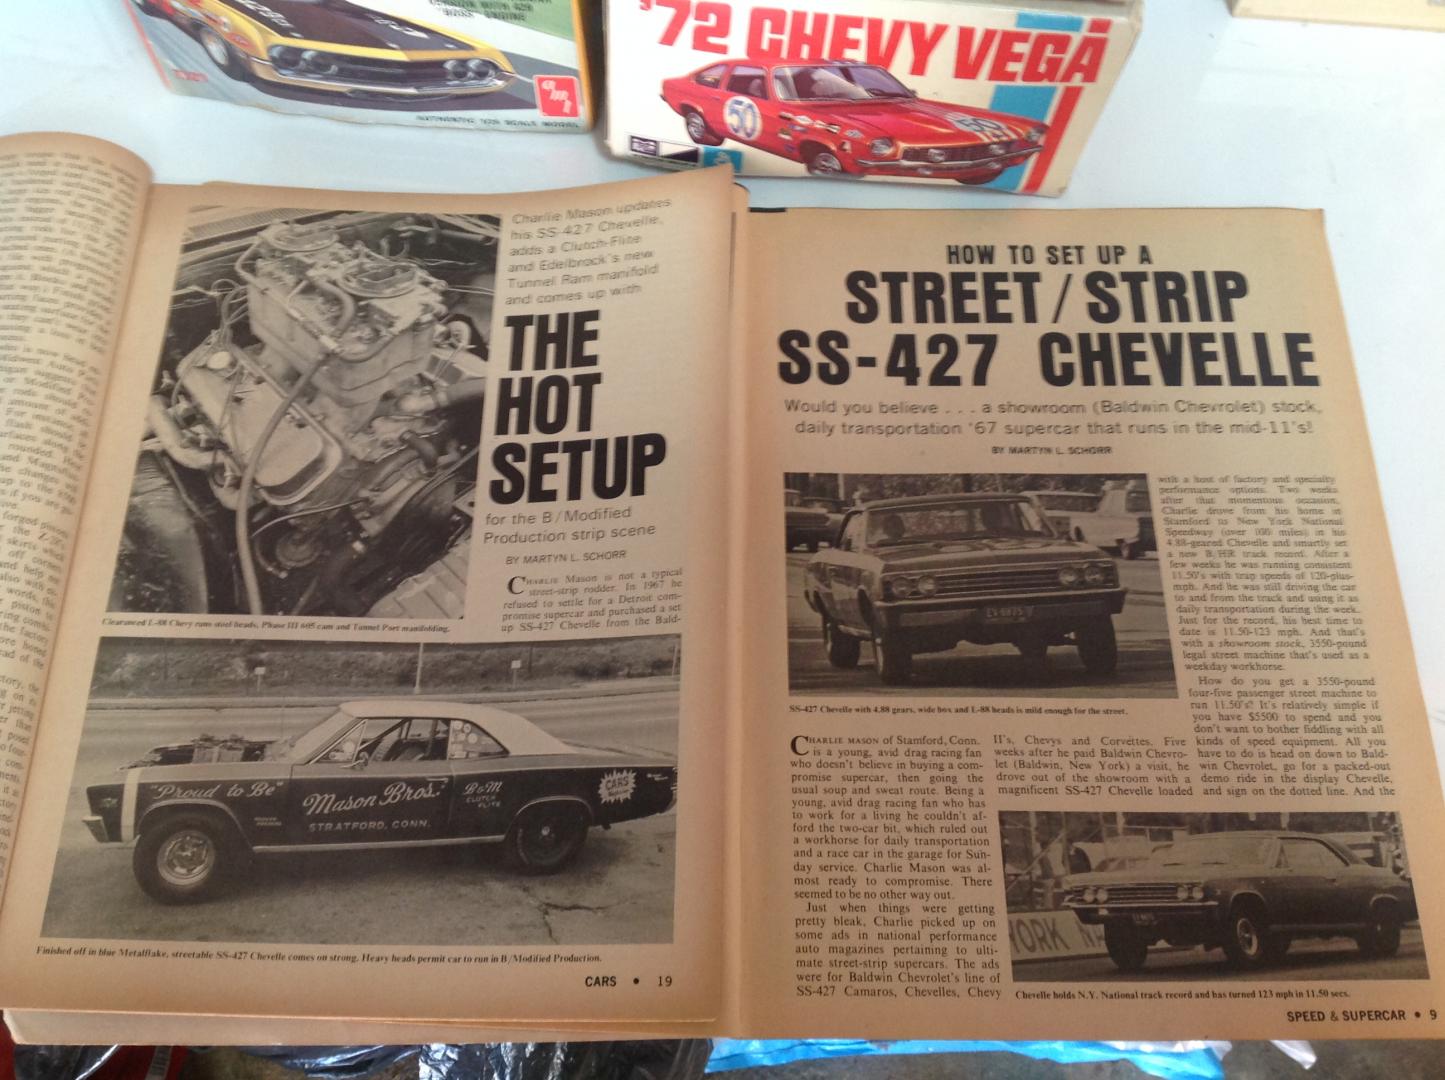 "BOSS" ENGINE
amt
AUTHENTIC 1/25 SCALE MODEL
'72 CHEVY VEGA
50
Charlie Mason updates
his SS-427 Chevelle,
adds a Clutch-Flite
and Edelbrock's new
Tunnel Ram manifold
and comes up with
THE
HOT
SETUP
for the B/Modified
Production strip scene
BY MARTYN L. SCHORR
CHARLIE Mason is not a typical
street-strip rodder. In 1967 he
refused to settle for a Detroit com-
promise supercar and purchased a set
up SS-427 Chevelle from the Bald-
Clearanced L-88 Chevy runs steel heads, Phase III 605 cam and Tunnel Port manifolding.
"Proud to Be"
Mason Bros.
STRATFORD, CONN.
B&M
CLUTCH
FLITE
CARS
Finished off in blue Metalflake, streetable SS-427 Chevelle comes on strong. Heavy heads permit car to run in B/Modified Production.
CARS • 19
HOW TO SET UP A
STREET/STRIP
SS-427 CHEVELLE
Would you believe . . . a showroom (Baldwin Chevrolet) stock,
daily transportation '67 supercar that runs in the mid-11's!
BY MARTYN L. SCHORR
SS-427 Chevelle with 4.88 gears, wide box and L-88 heads is mild enough for the street.
CHARLIE MASON of Stamford, Conn.
is a young, avid drag racing fan
who doesn't believe in buying a com-
promise supercar, then going the
usual soup and sweat route. Being a
young, avid drag racing fan who has
to work for a living he couldn't af-
ford the two-car bit, which ruled out
a workhorse for daily transportation
and a race car in the garage for Sun-
day service. Charlie Mason was al-
most ready to compromise. There
seemed to be no other way out.
Just when things were getting
pretty bleak, Charlie picked up on
some ads in national performance
auto magazines pertaining to ulti-
mate street-strip supercars. The ads
were for Baldwin Chevrolet's line of
SS-427 Camaros, Chevelles, Chevy
II's, Chevys and Corvettes. Five
weeks after he paid Baldwin Chevro-
let (Baldwin, New York) a visit, he
drove out of the showroom with a
magnificent SS-427 Chevelle loaded
with a host of factory and specialty
performance options. Two weeks
after that momentous occasion,
Charlie drove from his home in
Stamford to New York National
Speedway (over 100 miles) in his
4.88-geared Chevelle and smartly set
a new B/HR track record. After a
few weeks he was running consistent
11.50's with trap speeds of 120-plus-
mph. And he was still driving the car
to and from the track and using it as
daily transportation during the week.
Just for the record, his best time to
date is 11.50-123 mph. And that's
with a showroom stock, 3550-pound
legal street machine that's used as a
weekday workhorse.
How do you get a 3550-pound
four-five passenger street machine to
run 11.50's? It's relatively simple if
you have $5500 to spend and you
don't want to bother fiddling with all
kinds of speed equipment. All you
have to do is head on down to Bald-
win Chevrolet, go for a packed-out
demo ride in the display Chevelle,
and sign on the dotted line. And the
Chevelle holds N.Y. National track record and has turned 123 mph in 11.50 secs.
SPEED & SUPERCAR • 9